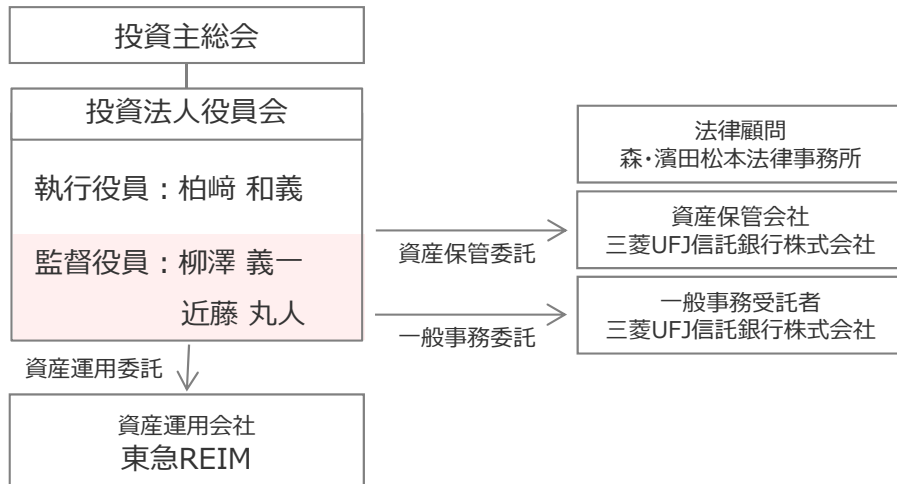 投資主総会
投資法人役員会
執行役員：柏﨑 和義
監督役員：柳澤 義一
近藤 丸人
資産運用委託
資産運用会社
東急REIM
資産保管委託
一般事務委託
法律顧問
森・濱田松本法律事務所
資産保管会社
三菱UFJ信託銀行株式会社
一般事務受託者
三菱UFJ信託銀行株式会社